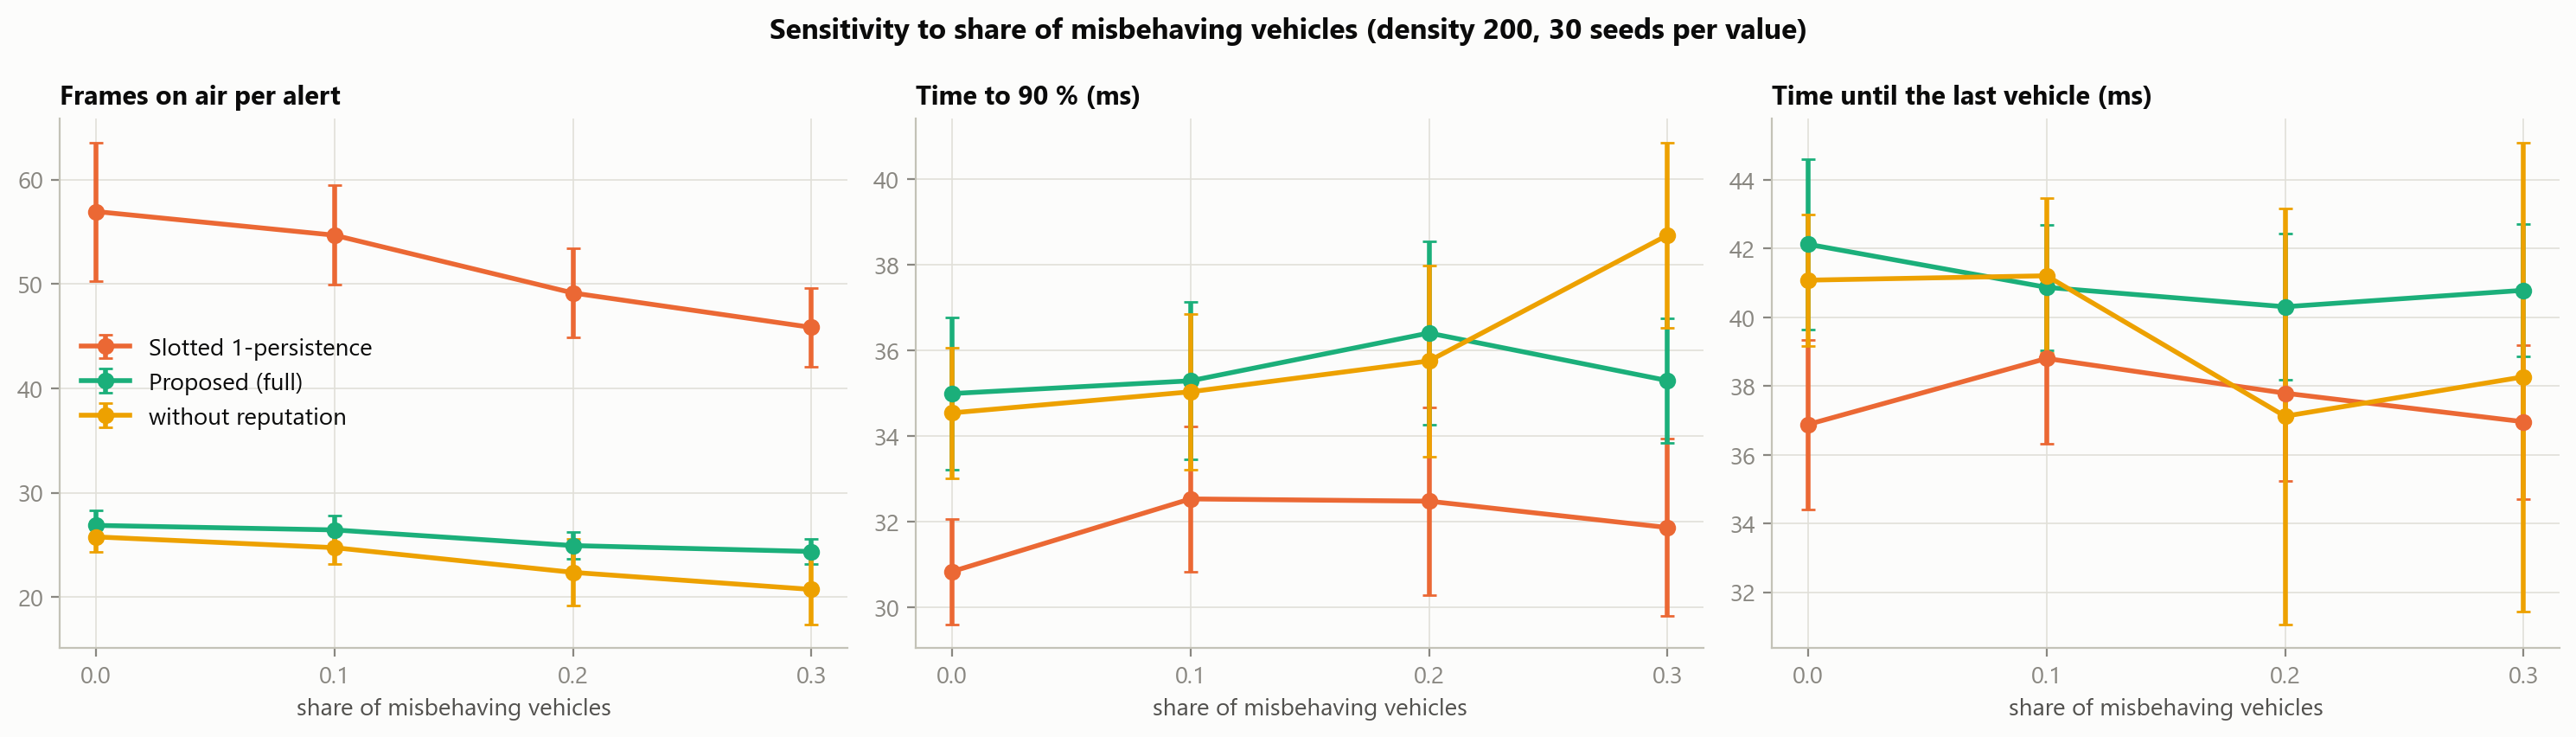 Sensitivity to share of misbehaving vehicles (density 200, 30 seeds per value)
Frames on air per alert
60
50
40
30
20
Slotted 1-persistence
Proposed (full)
without reputation
0.0 0.1 0.2 0.3
share of misbehaving vehicles
Time to 90 % (ms)
40
38
36
34
32
30
0.0 0.1 0.2 0.3
share of misbehaving vehicles
Time until the last vehicle (ms)
44
42
40
38
36
34
32
0.0 0.1 0.2 0.3
share of misbehaving vehicles